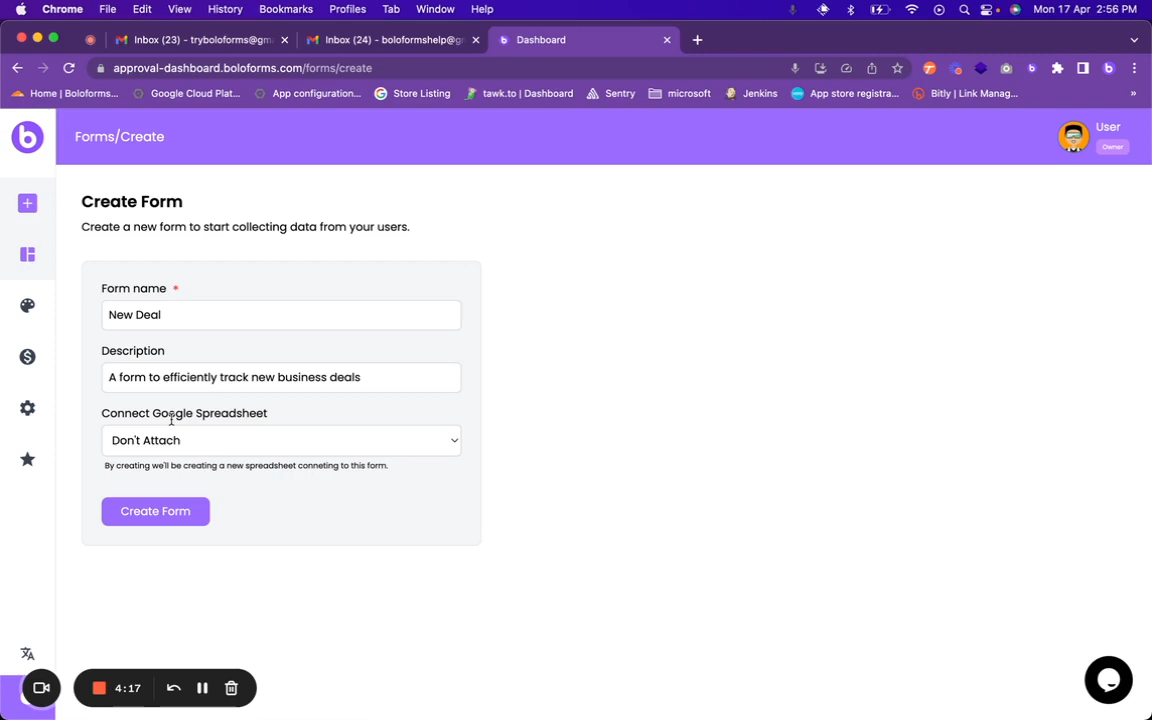 Chrome File Edit View History Bookmarks Profiles Tab Window Help Mon 17 Apr 2:56 PM
Inbox (23) - tryboloforms@gm
Inbox (24) - boloformshelp@g
Dashboard
approval-dashboard.boloforms.com/forms/create
Home | Boloforms...
Google Cloud Plat...
App configuration...
Store Listing
tawk.to | Dashboard
Sentry
microsoft
Jenkins
App store registra...
Bitly | Link Manag...
»
b
Forms/Create
User
Owner
Create Form
Create a new form to start collecting data from your users.
Form name *
New Deal
Description
A form to efficiently track new business deals
Connect Google Spreadsheet
Don't Attach
By creating we'll be creating a new spreadsheet conneting to this form.
Create Form
4:17